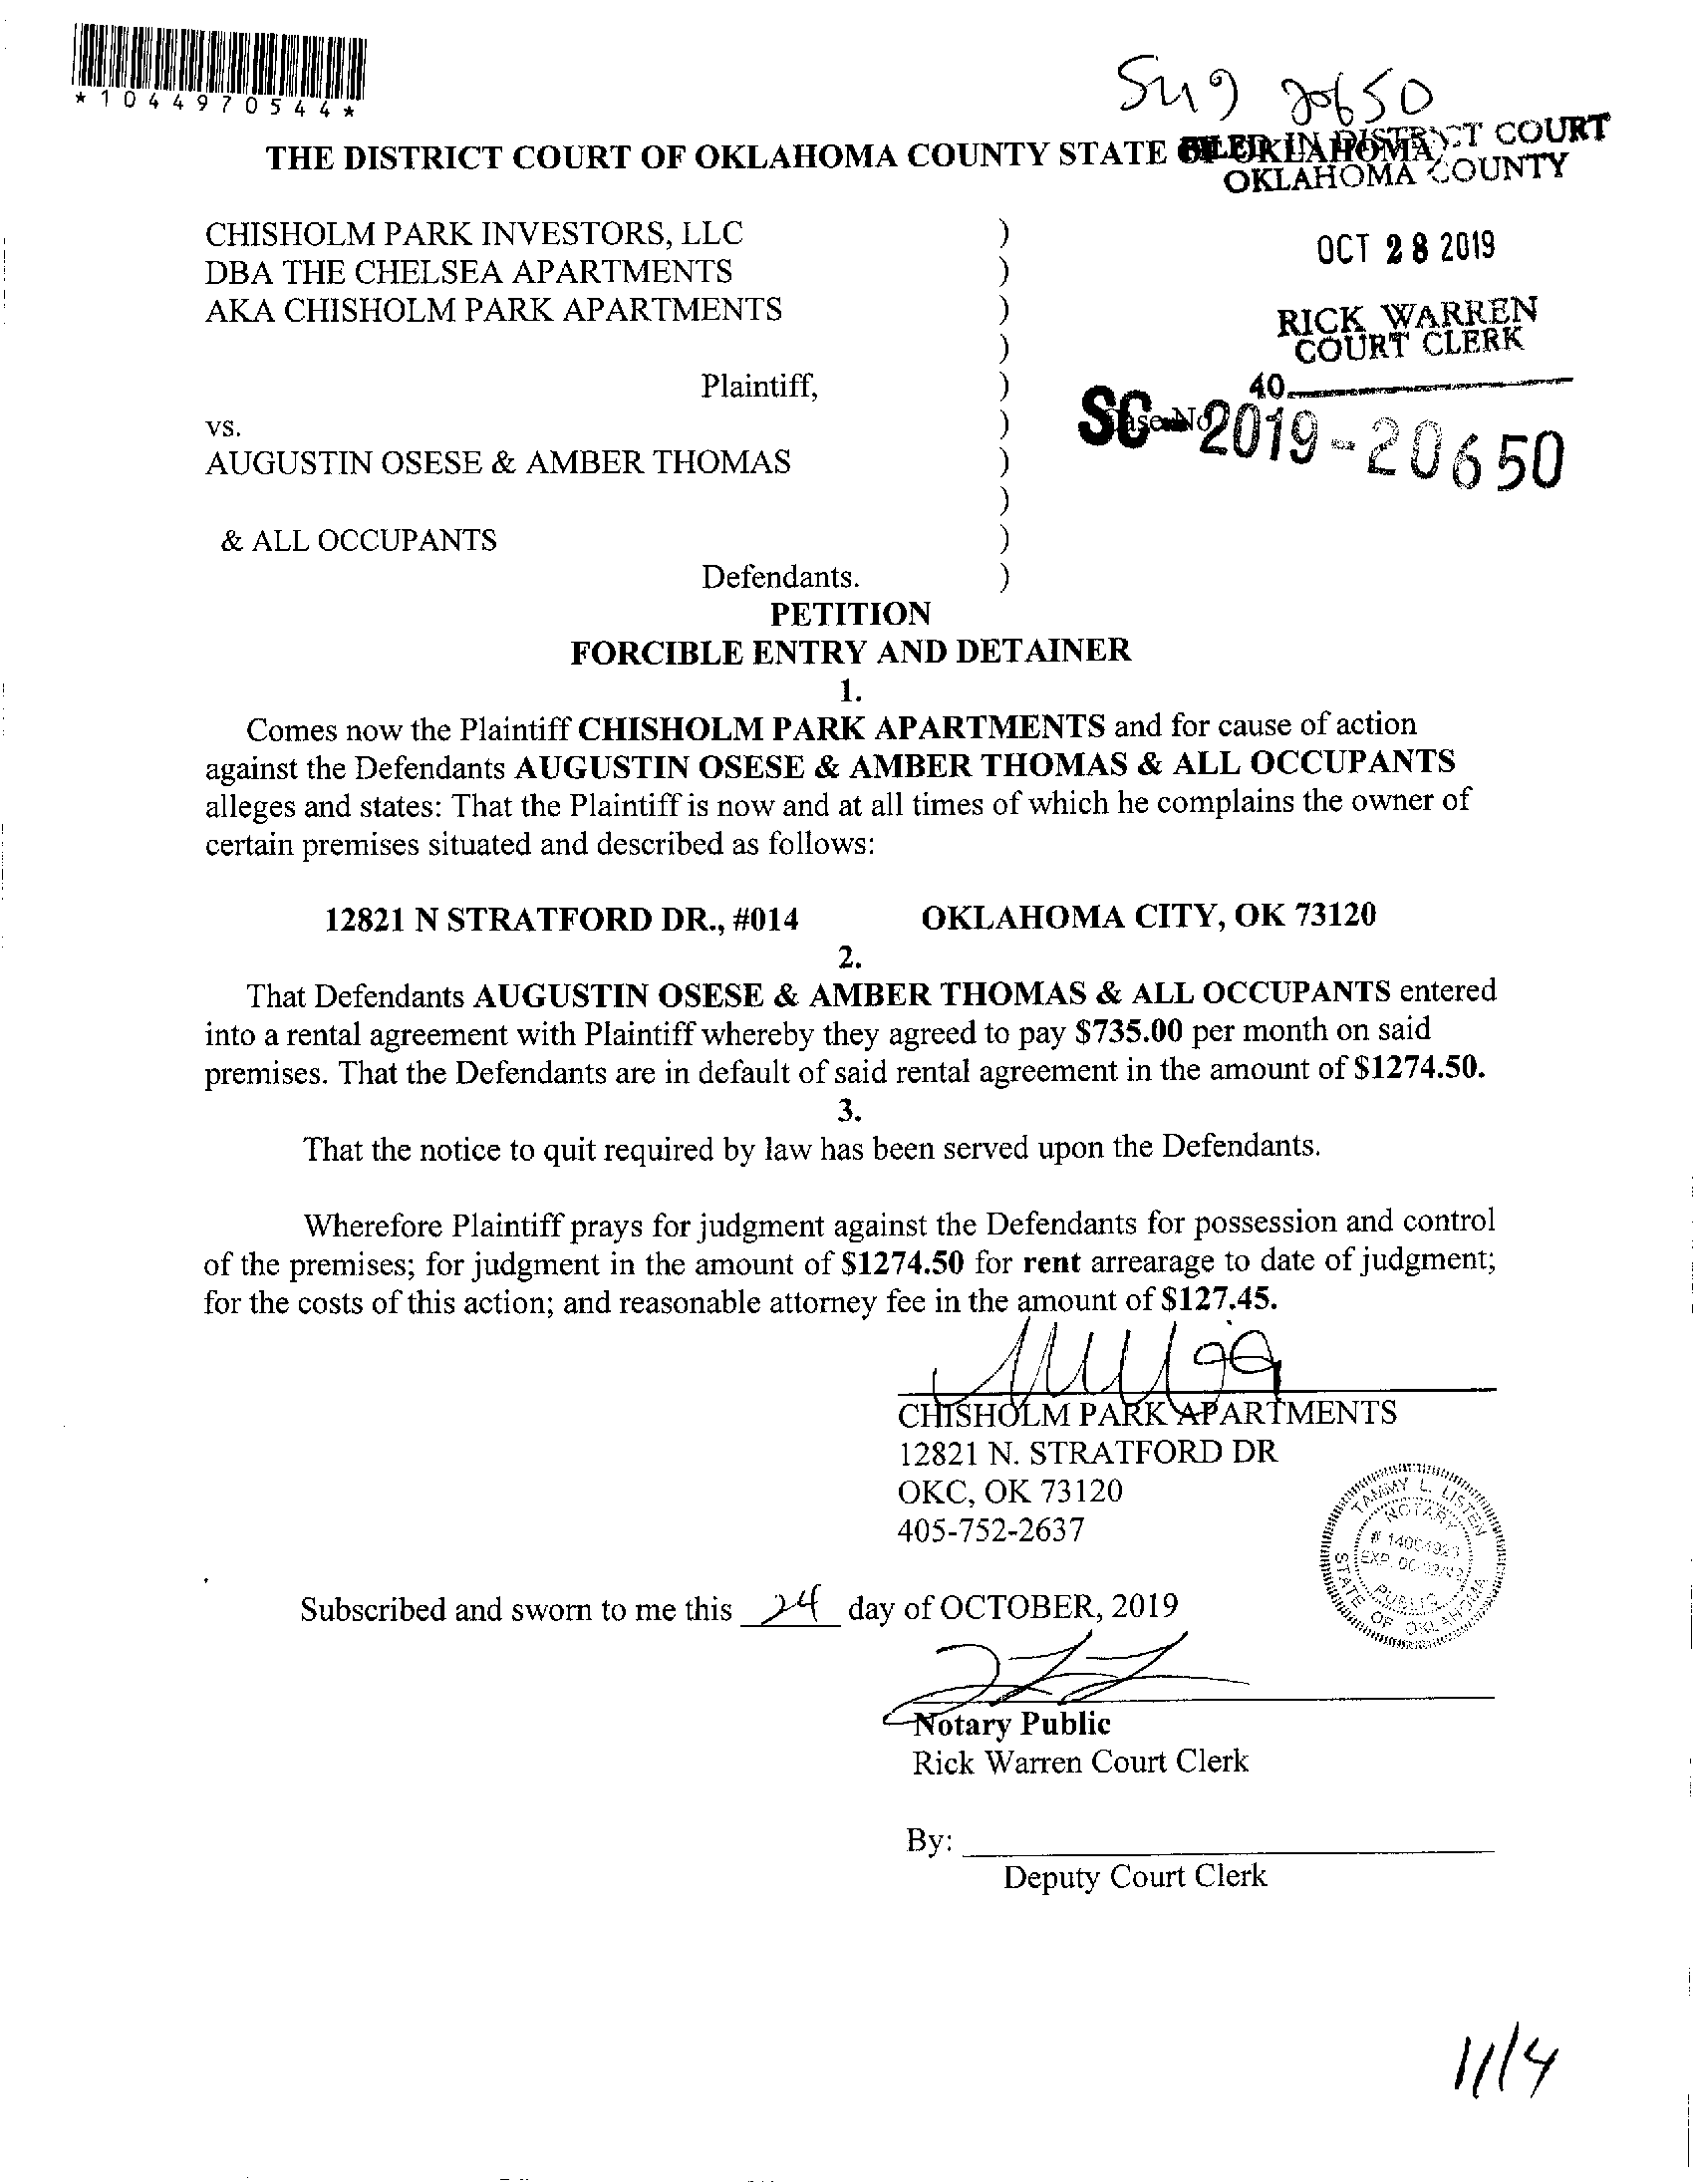 *1044970544*
20650
THE DISTRICT COURT OF OKLAHOMA COUNTY STATE OF OKLAHOMA
FILED IN DISTRICT COURT
OKLAHOMA COUNTY
CHISHOLM PARK INVESTORS, LLC )
DBA THE CHELSEA APARTMENTS )
AKA CHISHOLM PARK APARTMENTS )
)
Plaintiff, )
vs. )
AUGUSTIN OSESE & AMBER THOMAS )
)
& ALL OCCUPANTS )
Defendants. )
OCT 28 2019
RICK WARREN
COURT CLERK
40
Case No
SC-2019-20650
PETITION
FORCIBLE ENTRY AND DETAINER
1.
Comes now the Plaintiff CHISHOLM PARK APARTMENTS and for cause of action
against the Defendants AUGUSTIN OSESE & AMBER THOMAS & ALL OCCUPANTS
alleges and states: That the Plaintiff is now and at all times of which he complains the owner of
certain premises situated and described as follows:
12821 N STRATFORD DR., #014 OKLAHOMA CITY, OK 73120
2.
That Defendants AUGUSTIN OSESE & AMBER THOMAS & ALL OCCUPANTS entered
into a rental agreement with Plaintiff whereby they agreed to pay $735.00 per month on said
premises. That the Defendants are in default of said rental agreement in the amount of $1274.50.
3.
That the notice to quit required by law has been served upon the Defendants.
Wherefore Plaintiff prays for judgment against the Defendants for possession and control
of the premises; for judgment in the amount of $1274.50 for rent arrearage to date of judgment;
for the costs of this action; and reasonable attorney fee in the amount of $127.45.
CHISHOLM PARK APARTMENTS
12821 N. STRATFORD DR
OKC, OK 73120
405-752-2637
TAMMY L. LISTEN
NOTARY
PUBLIC
STATE OF OKLAHOMA
Subscribed and sworn to me this 24 day of OCTOBER, 2019
Notary Public
Rick Warren Court Clerk
By:
Deputy Court Clerk
11/4